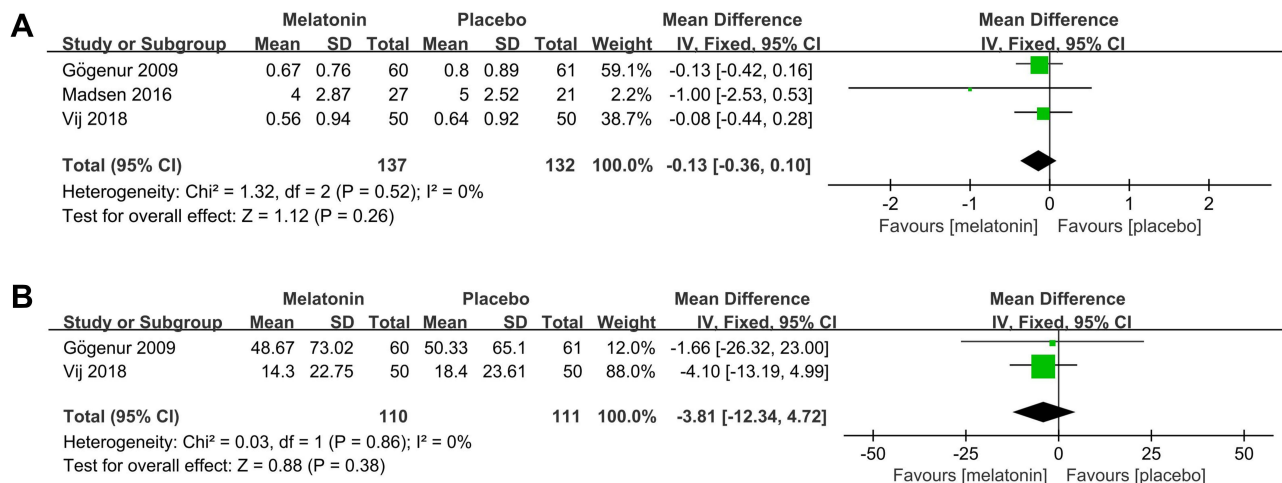 A
Melatonin Placebo Mean Difference Mean Difference
Study or Subgroup Mean SD Total Mean SD Total Weight IV, Fixed, 95% CI IV, Fixed, 95% CI
Gögenur 2009 0.67 0.76 60 0.8 0.89 61 59.1% -0.13 [-0.42, 0.16]
Madsen 2016 4 2.87 27 5 2.52 21 2.2% -1.00 [-2.53, 0.53]
Vij 2018 0.56 0.94 50 0.64 0.92 50 38.7% -0.08 [-0.44, 0.28]
Total (95% CI) 137 132 100.0% -0.13 [-0.36, 0.10]
Heterogeneity: Chi² = 1.32, df = 2 (P = 0.52); I² = 0%
Test for overall effect: Z = 1.12 (P = 0.26)
-2 -1 0 1 2
Favours [melatonin] Favours [placebo]
B
Melatonin Placebo Mean Difference Mean Difference
Study or Subgroup Mean SD Total Mean SD Total Weight IV, Fixed, 95% CI IV, Fixed, 95% CI
Gögenur 2009 48.67 73.02 60 50.33 65.1 61 12.0% -1.66 [-26.32, 23.00]
Vij 2018 14.3 22.75 50 18.4 23.61 50 88.0% -4.10 [-13.19, 4.99]
Total (95% CI) 110 111 100.0% -3.81 [-12.34, 4.72]
Heterogeneity: Chi² = 0.03, df = 1 (P = 0.86); I² = 0%
Test for overall effect: Z = 0.88 (P = 0.38)
-50 -25 0 25 50
Favours [melatonin] Favours [placebo]